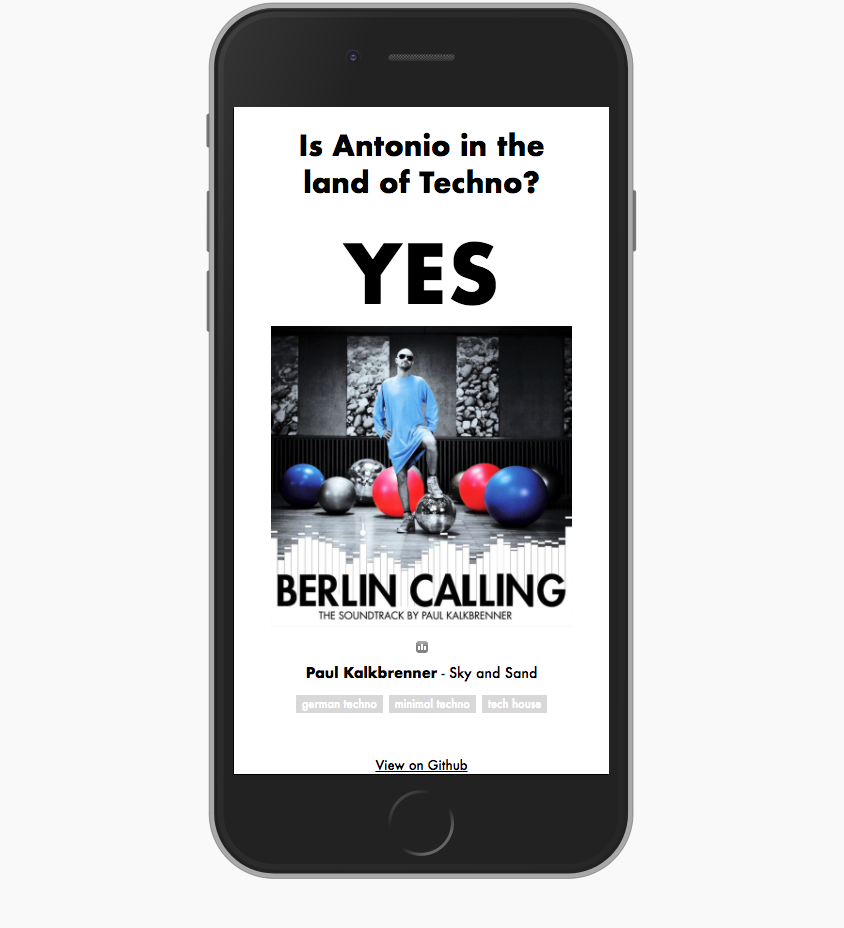 Is Antonio in the
land of Techno?
YES
BERLIN CALLING
THE SOUNDTRACK BY PAUL KALKBRENNER
Paul Kalkbrenner - Sky and Sand
german techno minimal techno tech house
View on Github